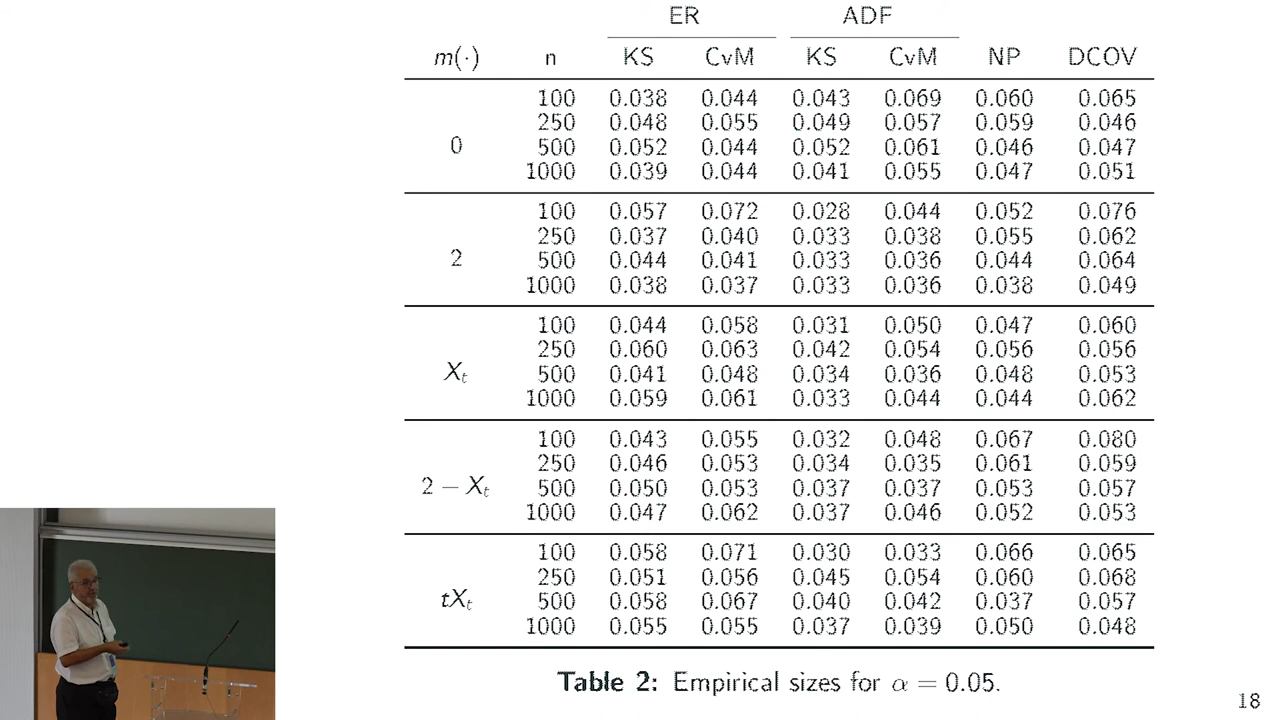 ER ADF
m(·) n KS CvM KS CvM NP DCOV
100 0.038 0.044 0.043 0.069 0.060 0.065
250 0.048 0.055 0.049 0.057 0.059 0.046
0 500 0.052 0.044 0.052 0.061 0.046 0.047
1000 0.039 0.044 0.041 0.055 0.047 0.051
100 0.057 0.072 0.028 0.044 0.052 0.076
250 0.037 0.040 0.033 0.038 0.055 0.062
2 500 0.044 0.041 0.033 0.036 0.044 0.064
1000 0.038 0.037 0.033 0.036 0.038 0.049
100 0.044 0.058 0.031 0.050 0.047 0.060
250 0.060 0.063 0.042 0.054 0.056 0.056
Xₜ 500 0.041 0.048 0.034 0.036 0.048 0.053
1000 0.059 0.061 0.033 0.044 0.044 0.062
100 0.043 0.055 0.032 0.048 0.067 0.080
250 0.046 0.053 0.034 0.035 0.061 0.059
2 − Xₜ 500 0.050 0.053 0.037 0.037 0.053 0.057
1000 0.047 0.062 0.037 0.046 0.052 0.053
100 0.058 0.071 0.030 0.033 0.066 0.065
250 0.051 0.056 0.045 0.054 0.060 0.068
tXₜ 500 0.058 0.067 0.040 0.042 0.037 0.057
1000 0.055 0.055 0.037 0.039 0.050 0.048
Table 2: Empirical sizes for α = 0.05.
18